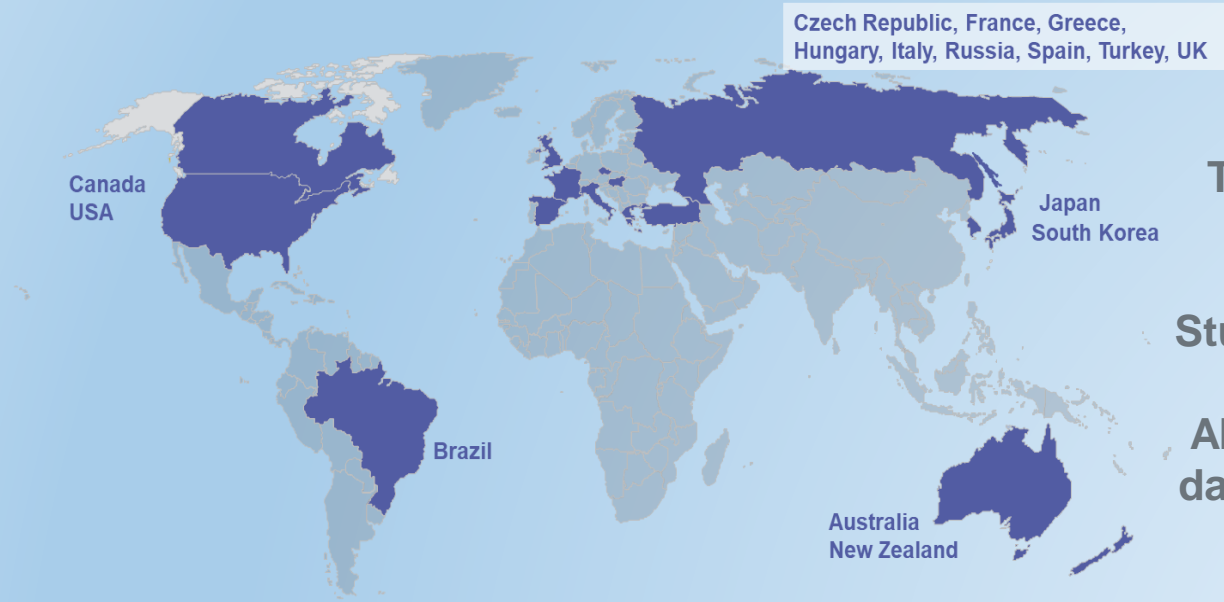 Czech Republic, France, Greece,
Hungary, Italy, Russia, Spain, Turkey, UK
Canada
USA
Japan
South Korea
Brazil
Australia
New Zealand